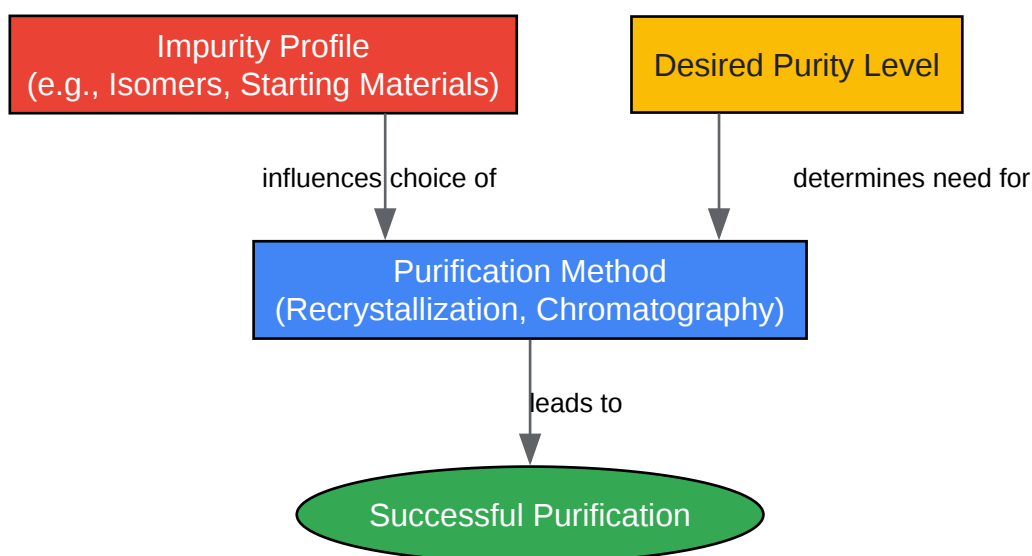 Impurity Profile
(e.g., Isomers, Starting Materials)
Desired Purity Level
influences choice of
determines need for
Purification Method
(Recrystallization, Chromatography)
leads to
Successful Purification